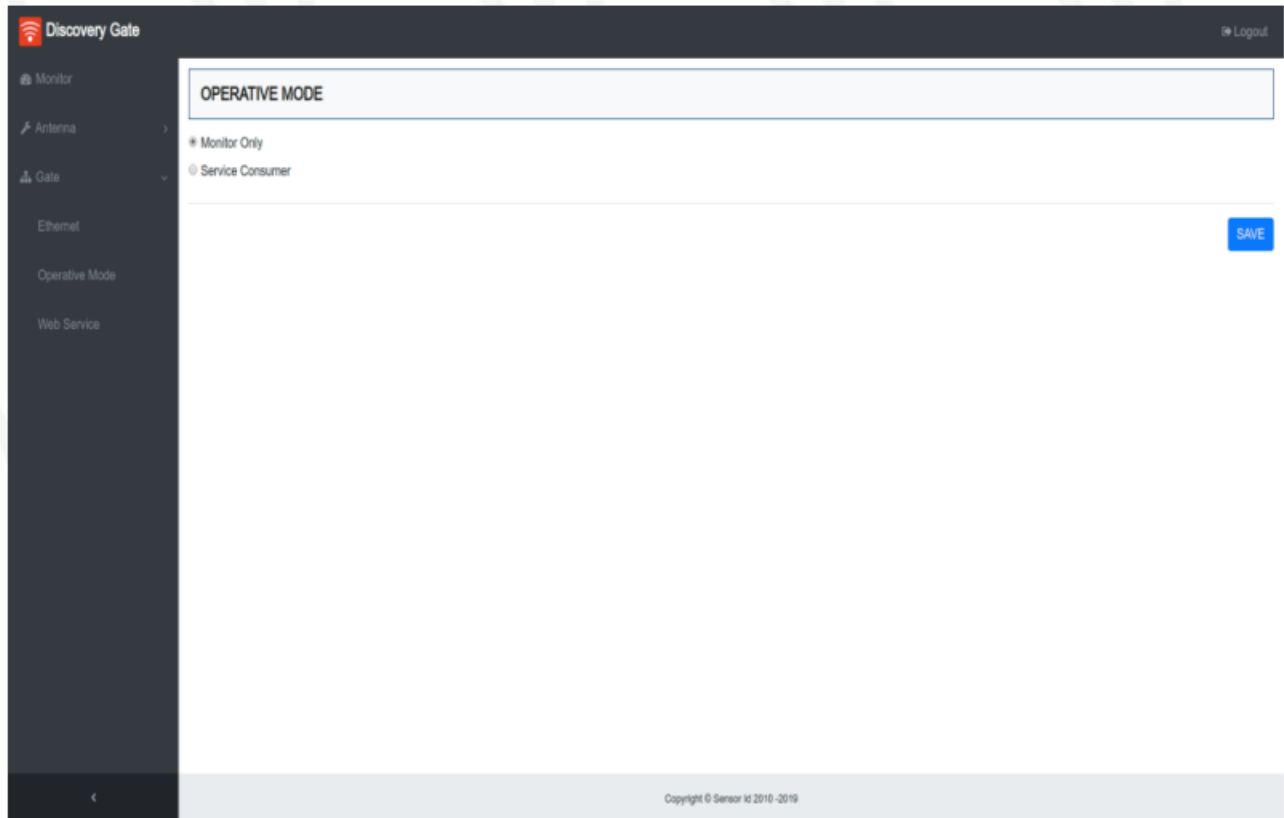 Discovery Gate
Logout
Monitor
Antenna
Gate
Ethernet
Operative Mode
Web Service
OPERATIVE MODE
Monitor Only
Service Consumer
SAVE
Copyright © Sensor Id 2010 -2019